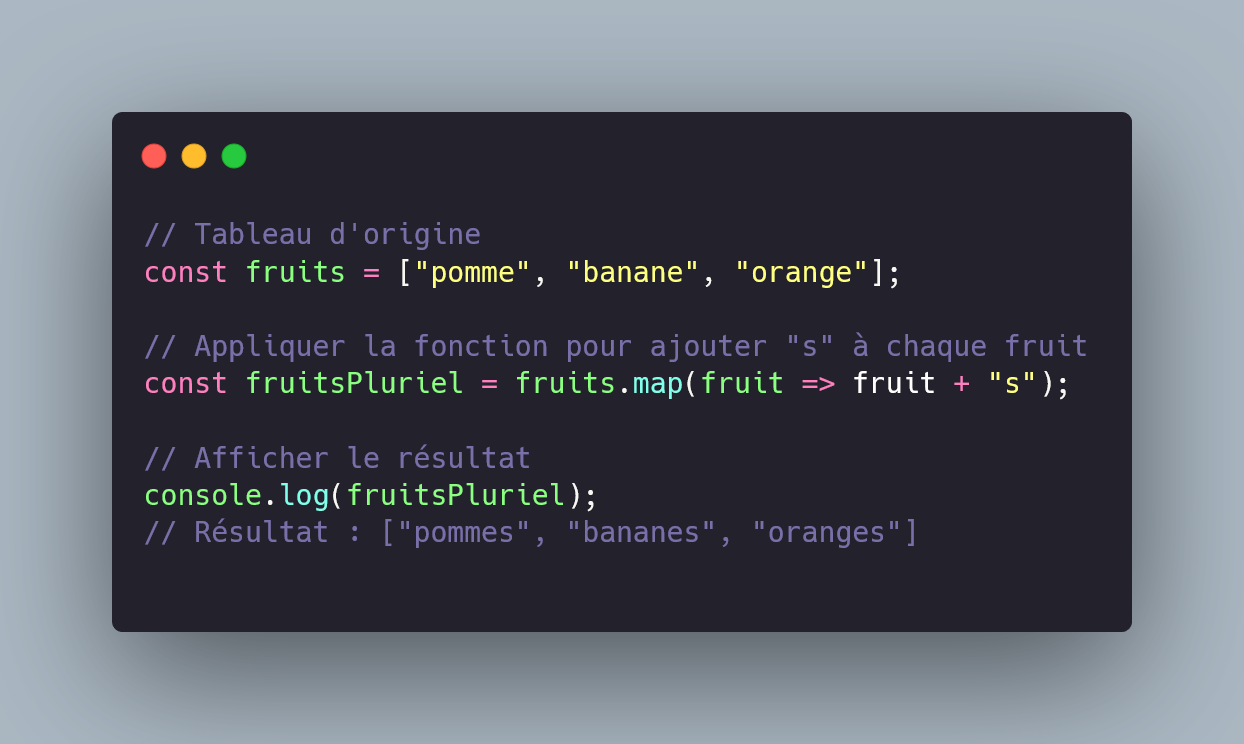 // Tableau d'origine
const fruits = ["pomme", "banane", "orange"];
// Appliquer la fonction pour ajouter "s" à chaque fruit
const fruitsPluriel = fruits.map(fruit => fruit + "s");
// Afficher le résultat
console.log(fruitsPluriel);
// Résultat : ["pommes", "bananes", "oranges"]